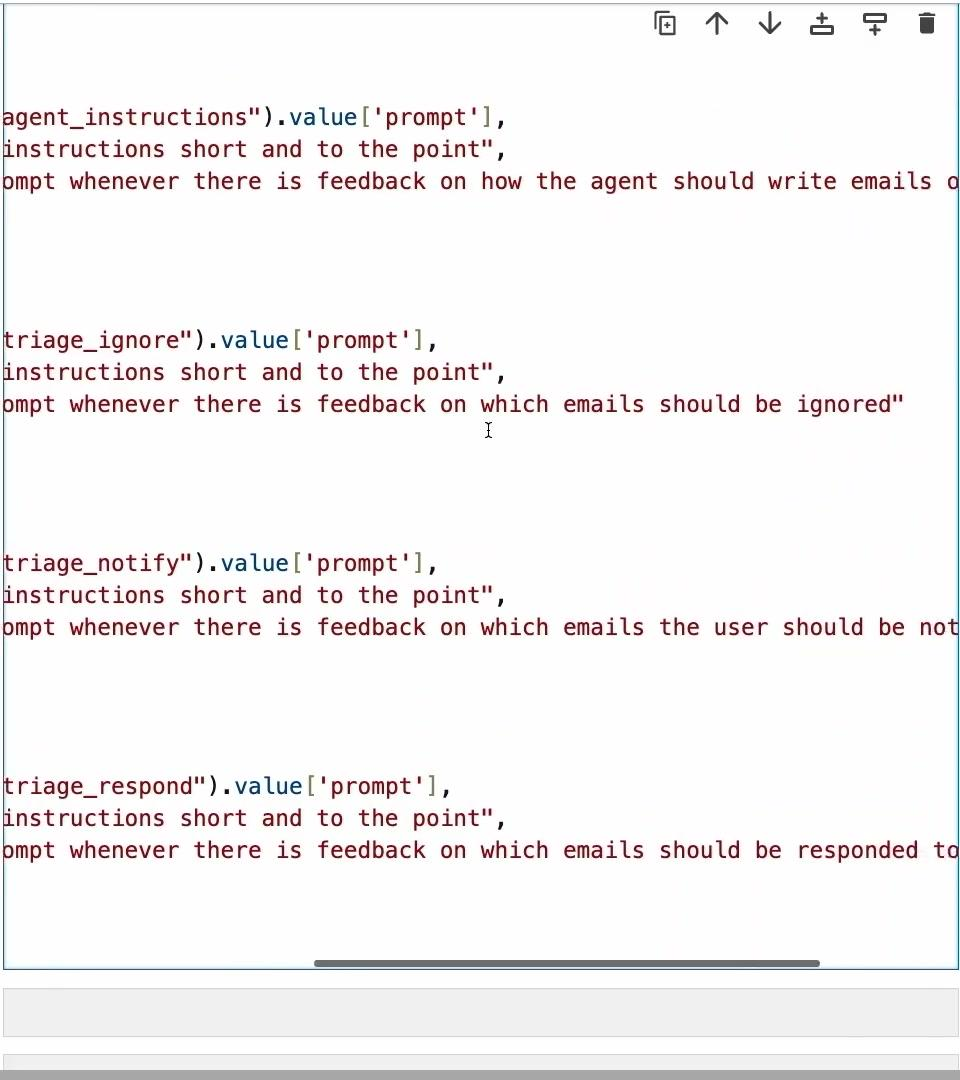 agent_instructions").value['prompt'],
instructions short and to the point",
ompt whenever there is feedback on how the agent should write emails o
triage_ignore").value['prompt'],
instructions short and to the point",
ompt whenever there is feedback on which emails should be ignored"
triage_notify").value['prompt'],
instructions short and to the point",
ompt whenever there is feedback on which emails the user should be not
triage_respond").value['prompt'],
instructions short and to the point",
ompt whenever there is feedback on which emails should be responded to